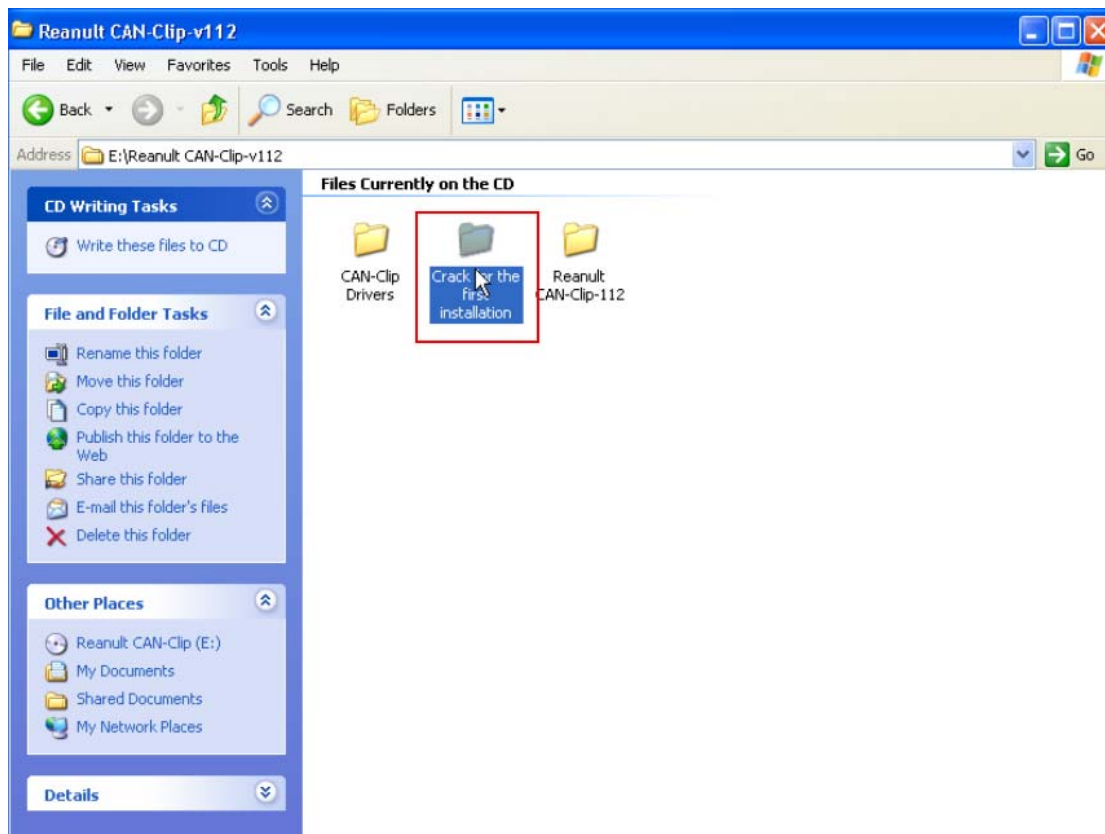 Reanult CAN-Clip-v112
File Edit View Favorites Tools Help
Back Search Folders
Address E:\Reanult CAN-Clip-v112 Go
CD Writing Tasks
Write these files to CD
File and Folder Tasks
Rename this folder
Move this folder
Copy this folder
Publish this folder to the
Web
Share this folder
E-mail this folder's files
Delete this folder
Other Places
Reanult CAN-Clip (E:)
My Documents
Shared Documents
My Network Places
Details
Files Currently on the CD
CAN-Clip
Drivers
Crack for the
first
installation
Reanult
CAN-Clip-112